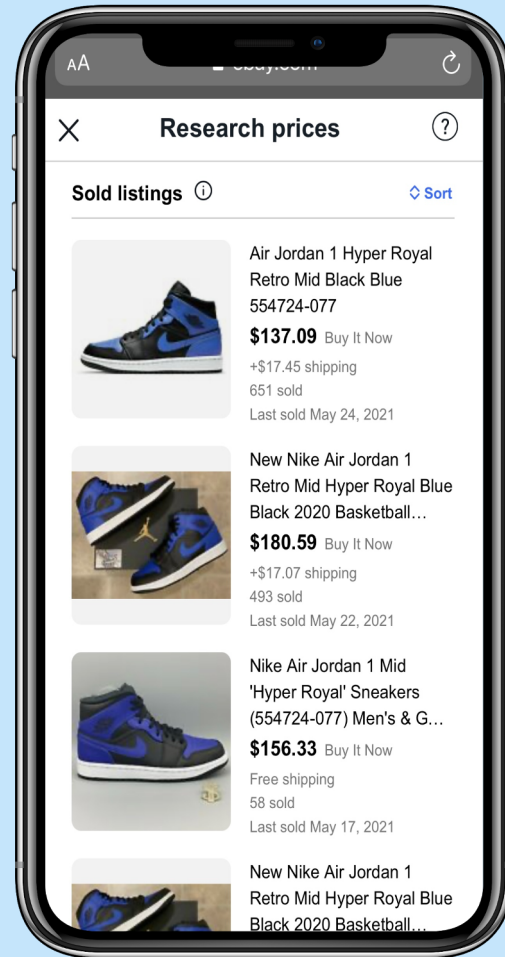 AA
Research prices
?
Sold listings
Sort
Air Jordan 1 Hyper Royal
Retro Mid Black Blue
554724-077
$137.09 Buy It Now
+$17.45 shipping
651 sold
Last sold May 24, 2021
New Nike Air Jordan 1
Retro Mid Hyper Royal Blue
Black 2020 Basketball...
$180.59 Buy It Now
+$17.07 shipping
493 sold
Last sold May 22, 2021
Nike Air Jordan 1 Mid
'Hyper Royal' Sneakers
(554724-077) Men's & G...
$156.33 Buy It Now
Free shipping
58 sold
Last sold May 17, 2021
New Nike Air Jordan 1
Retro Mid Hyper Royal Blue
Black 2020 Basketball...